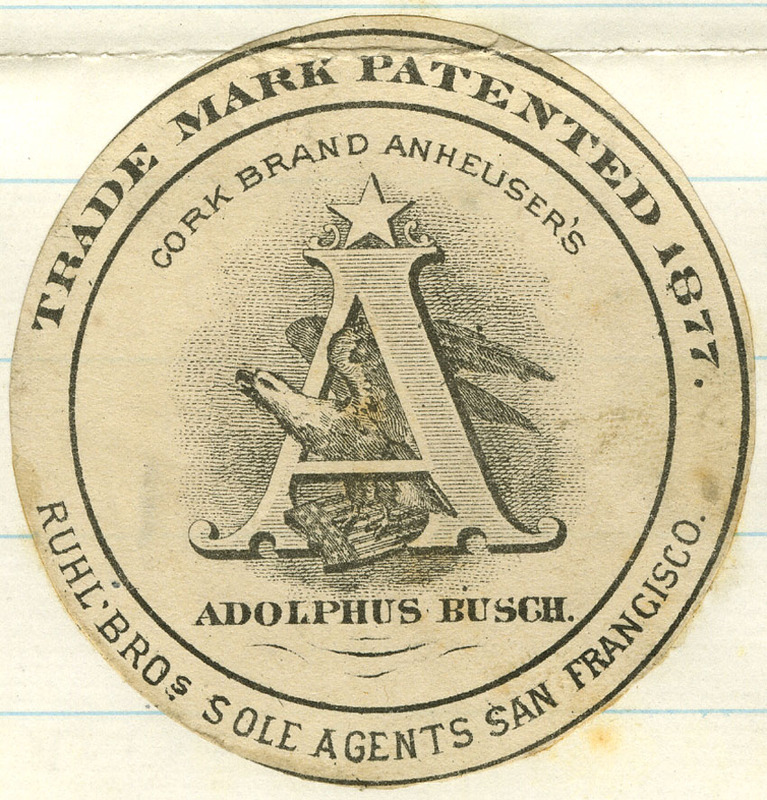 TRADE MARK PATENTED 1877.
CORK BRAND ANHEUSER'S
A
ADOLPHUS BUSCH.
RUHL BROS SOLE AGENTS SAN FRANCISCO.